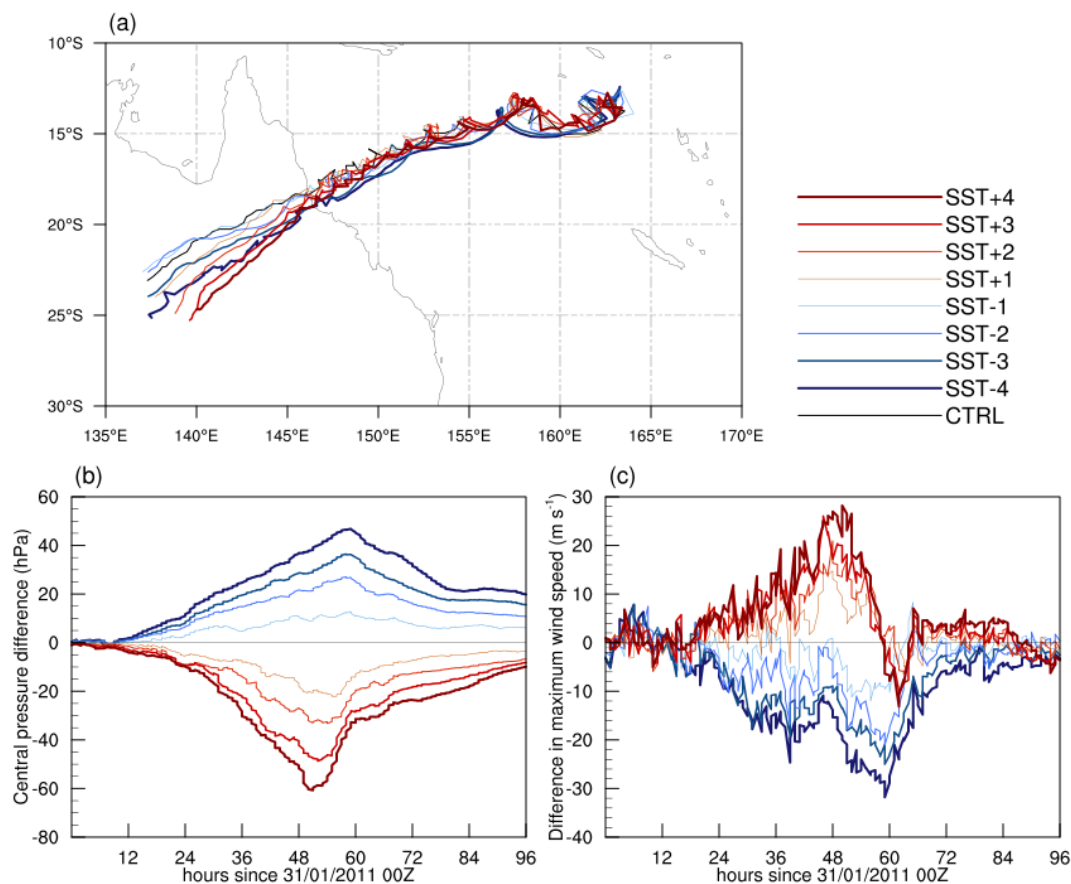 (a)
10°S
15°S
20°S
25°S
30°S
135°E 140°E 145°E 150°E 155°E 160°E 165°E 170°E
SST+4
SST+3
SST+2
SST+1
SST-1
SST-2
SST-3
SST-4
CTRL
(b)
Central pressure difference (hPa)
60
40
20
0
-20
-40
-60
-80
12 24 36 48 60 72 84 96
hours since 31/01/2011 00Z
(c)
Difference in maximum wind speed (m s⁻¹)
30
20
10
0
-10
-20
-30
-40
12 24 36 48 60 72 84 96
hours since 31/01/2011 00Z